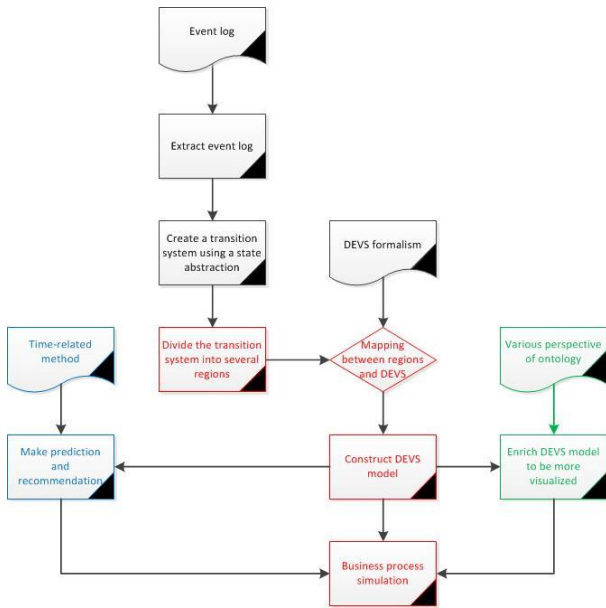 Event log
Extract event log
Create a transition
system using a state
abstraction
DEVS formalism
Time-related
method
Divide the transition
system into several
regions
Mapping
between regions
and DEVS
Various perspective
of ontology
Make prediction
and
recommendation
Construct DEVS
model
Enrich DEVS model
to be more
visualized
Business process
simulation